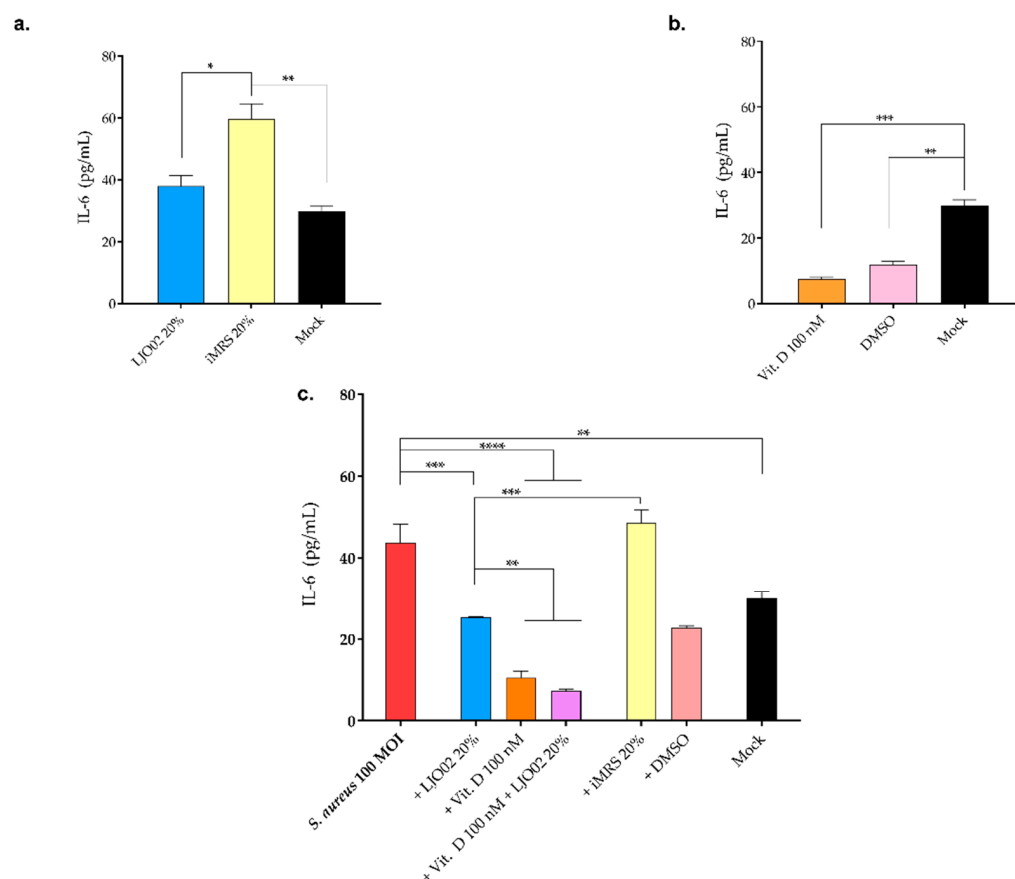 a.
IL-6 (pg/mL)
80
60
40
20
0
*
**
LJO02 20%
iMRS 20%
Mock
b.
IL-6 (pg/mL)
80
60
40
20
0
***
**
Vit. D 100 nM
DMSO
Mock
c.
IL-6 (pg/mL)
80
60
40
20
0
**
****
***
***
**
S. aureus 100 MOI
+ LJO02 20%
+ Vit. D 100 nM
+ Vit. D 100 nM + LJO02 20%
+ iMRS 20%
+ DMSO
Mock